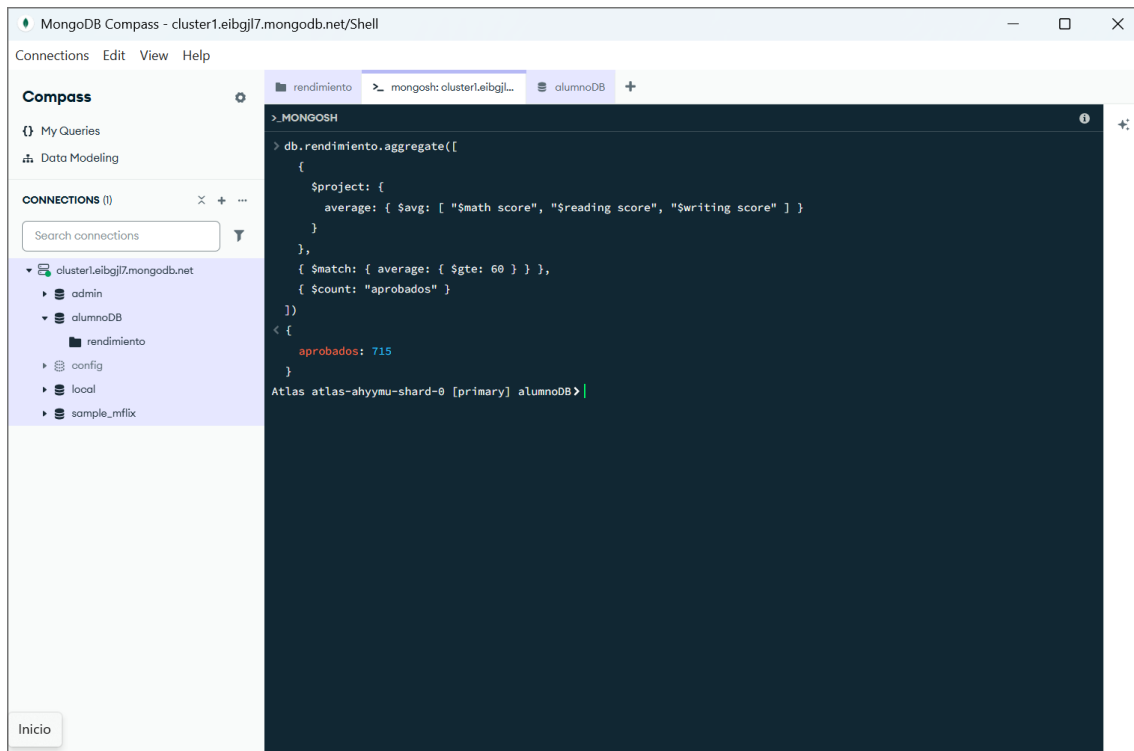 MongoDB Compass - cluster1.eibgjl7.mongodb.net/Shell
Connections Edit View Help
Compass
My Queries
Data Modeling
CONNECTIONS (1)
Search connections
cluster1.eibgjl7.mongodb.net
admin
alumnoDB
rendimiento
config
local
sample_mflix
Inicio
rendimiento
>_ mongosh: cluster1.eibgjl...
alumnoDB
>_MONGOSH
> db.rendimiento.aggregate([
{
$project: {
average: { $avg: [ "$math score", "$reading score", "$writing score" ] }
}
},
{ $match: { average: { $gte: 60 } } },
{ $count: "aprobados" }
])
< {
aprobados: 715
}
Atlas atlas-ahyymu-shard-0 [primary] alumnoDB>